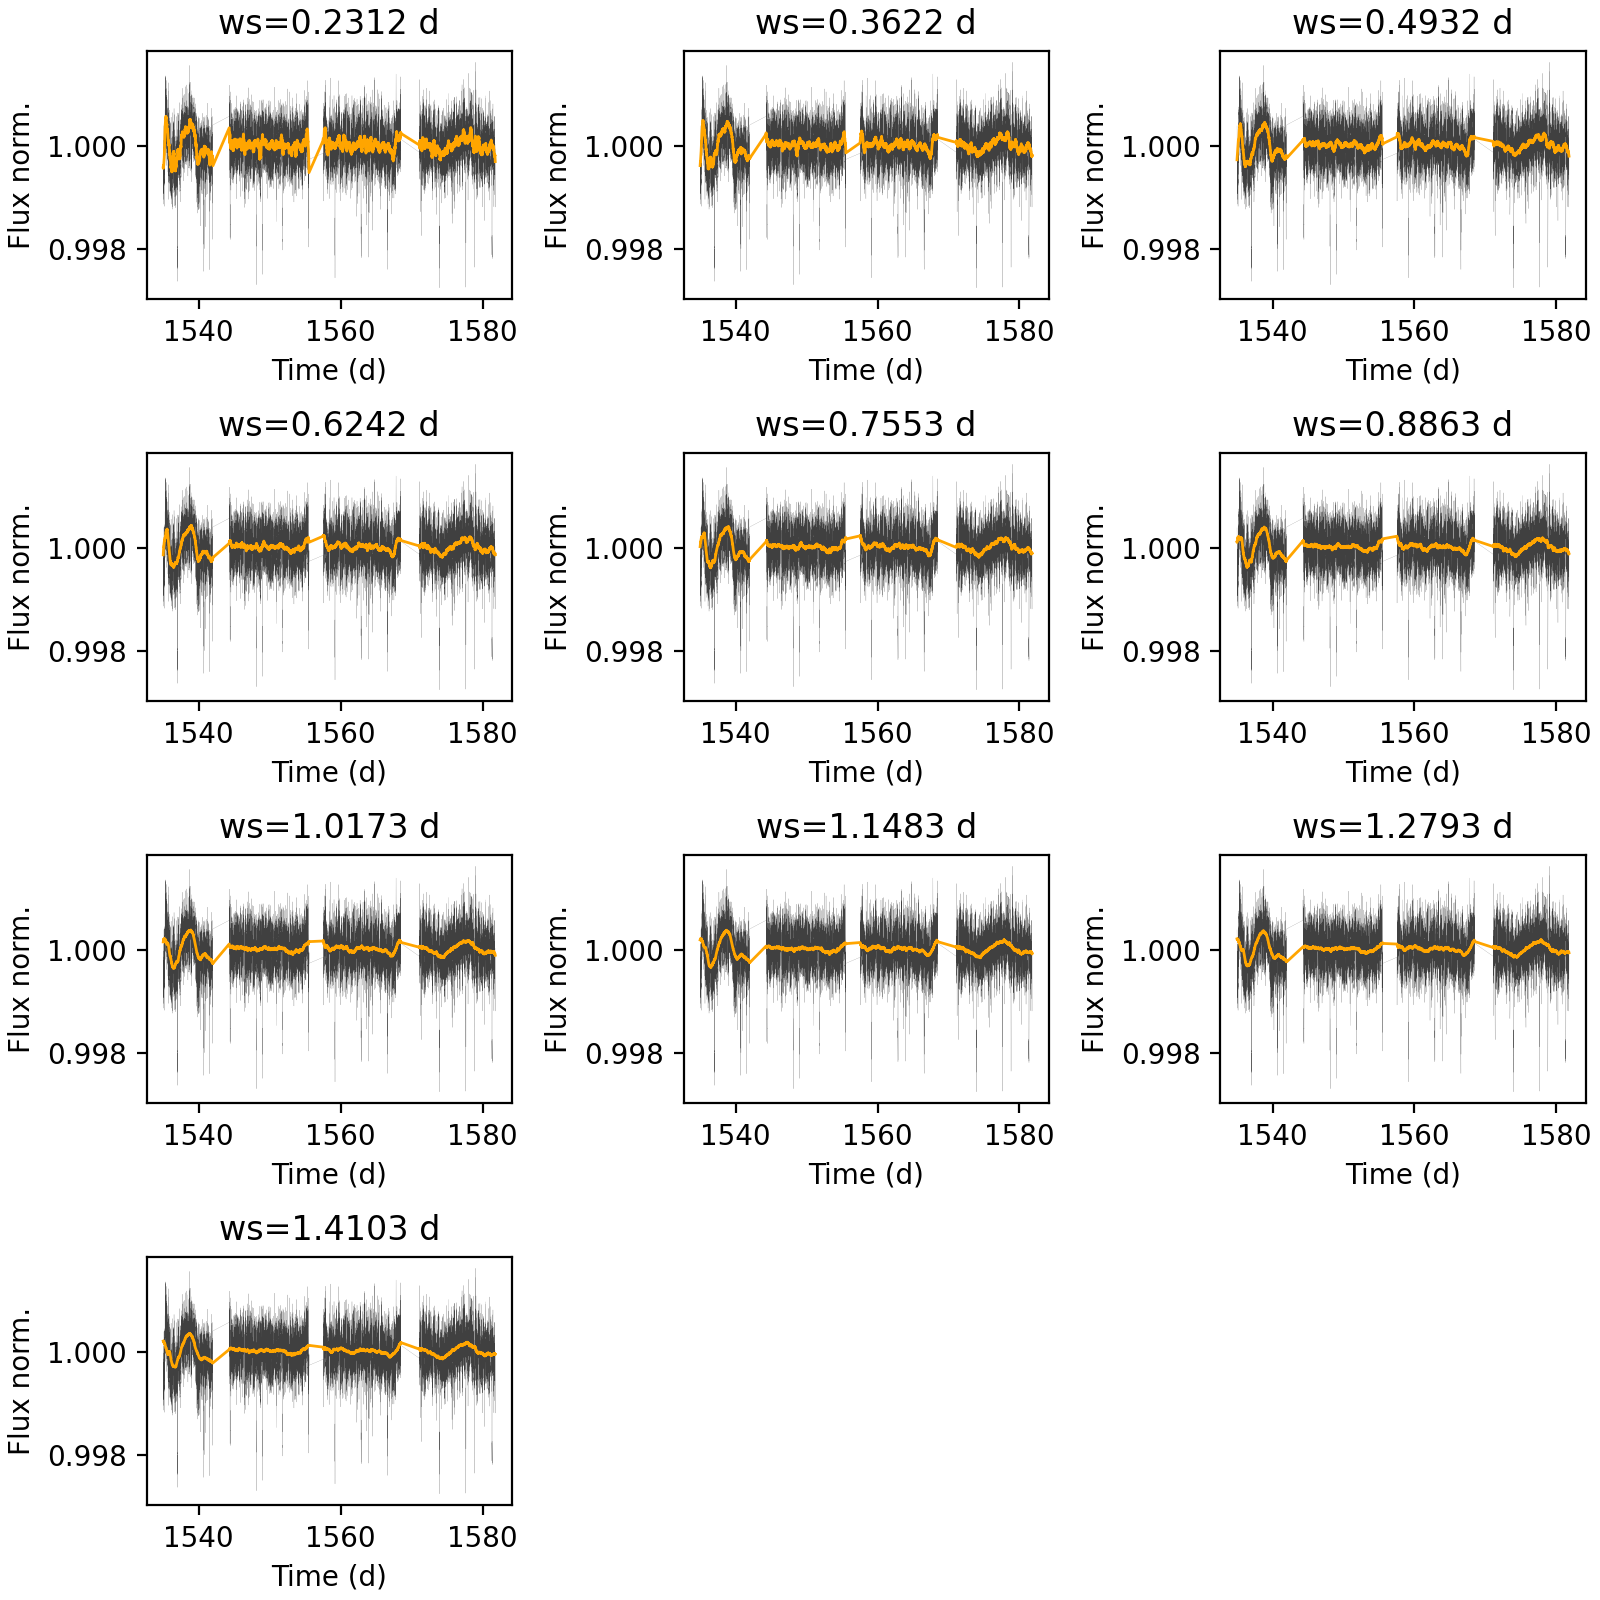 ws=0.2312 d
Flux norm.
1.000
0.998
1540 1560 1580
Time (d)
ws=0.3622 d
Flux norm.
1.000
0.998
1540 1560 1580
Time (d)
ws=0.4932 d
Flux norm.
1.000
0.998
1540 1560 1580
Time (d)
ws=0.6242 d
Flux norm.
1.000
0.998
1540 1560 1580
Time (d)
ws=0.7553 d
Flux norm.
1.000
0.998
1540 1560 1580
Time (d)
ws=0.8863 d
Flux norm.
1.000
0.998
1540 1560 1580
Time (d)
ws=1.0173 d
Flux norm.
1.000
0.998
1540 1560 1580
Time (d)
ws=1.1483 d
Flux norm.
1.000
0.998
1540 1560 1580
Time (d)
ws=1.2793 d
Flux norm.
1.000
0.998
1540 1560 1580
Time (d)
ws=1.4103 d
Flux norm.
1.000
0.998
1540 1560 1580
Time (d)